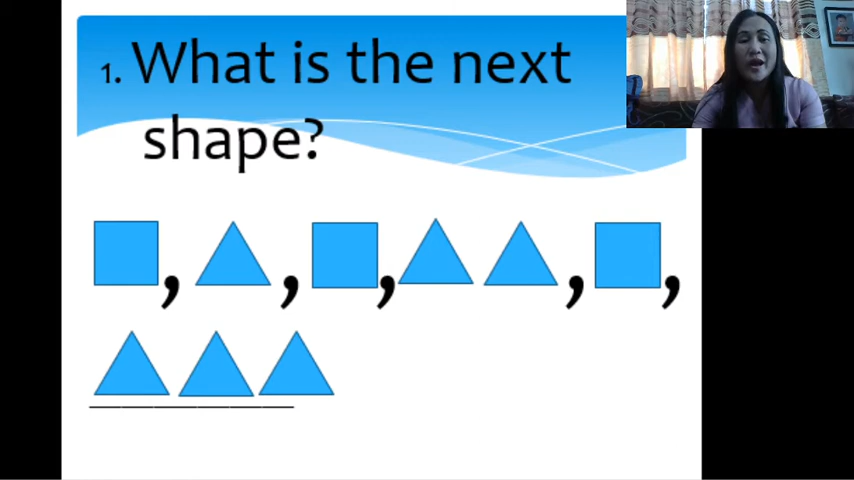 1. What is the next
shape?
, , , , ,